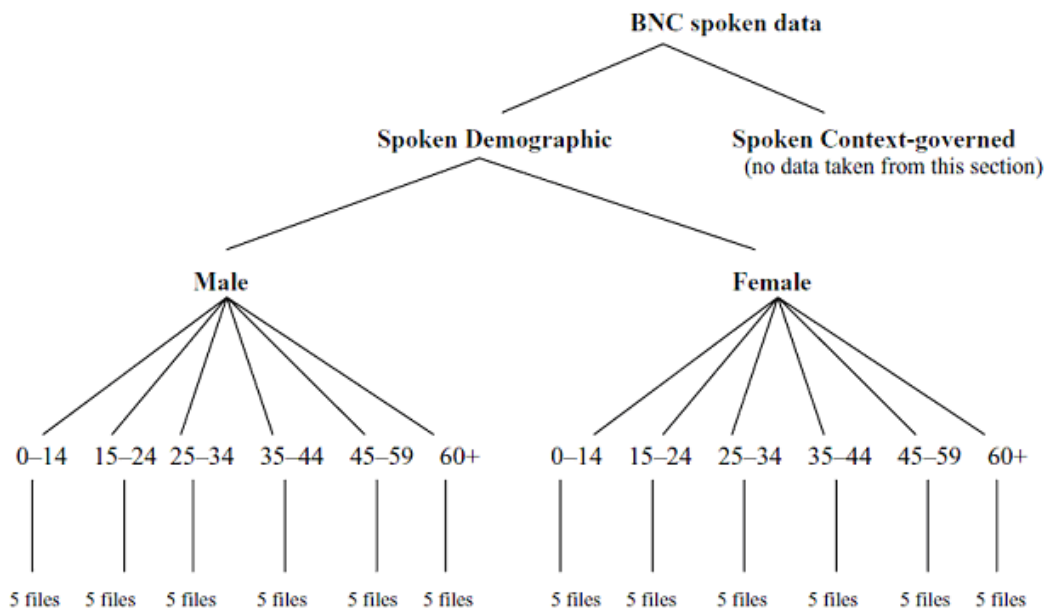 BNC spoken data
Spoken Demographic
Spoken Context-governed
(no data taken from this section)
Male
Female
0–14 15–24 25–34 35–44 45–59 60+
0–14 15–24 25–34 35–44 45–59 60+
5 files 5 files 5 files 5 files 5 files 5 files
5 files 5 files 5 files 5 files 5 files 5 files